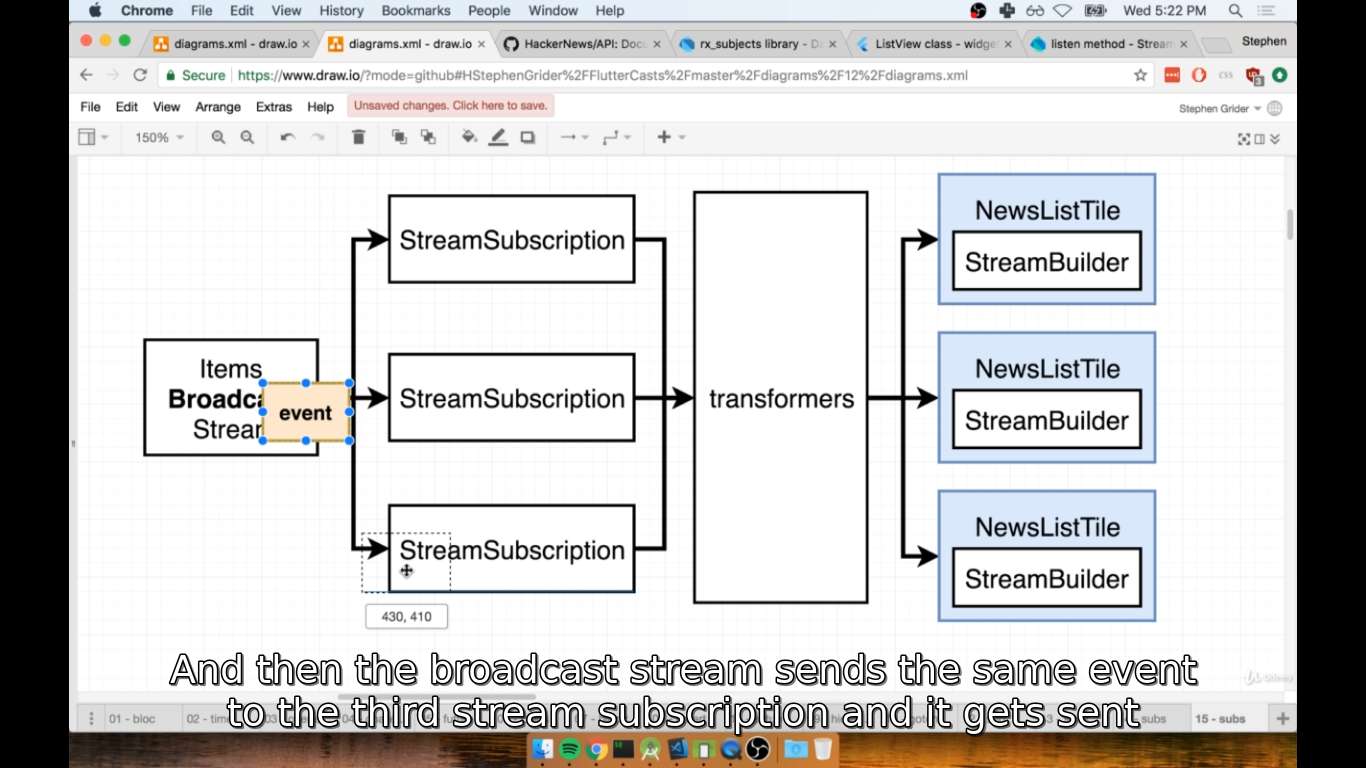 Chrome File Edit View History Bookmarks People Window Help Wed 5:22 PM
diagrams.xml - draw.io diagrams.xml - draw.io HackerNews/API: Docu rx_subjects library - Da ListView class - widge listen method - Stream Stephen
Secure https://www.draw.io/?mode=github#HStephenGrider%2FFlutterCasts%2Fmaster%2Fdiagrams%2F12%2Fdiagrams.xml
File Edit View Arrange Extras Help Unsaved changes. Click here to save. Stephen Grider
150%
NewsListTile
StreamSubscription
StreamBuilder
Items
NewsListTile
Broadca
StreamSubscription
transformers
event
StreamBuilder
Strear
NewsListTile
StreamSubscription
StreamBuilder
430, 410
And then the broadcast stream sends the same event
to the third stream subscription and it gets sent
01 - bloc 02 - tim subs 15 - subs